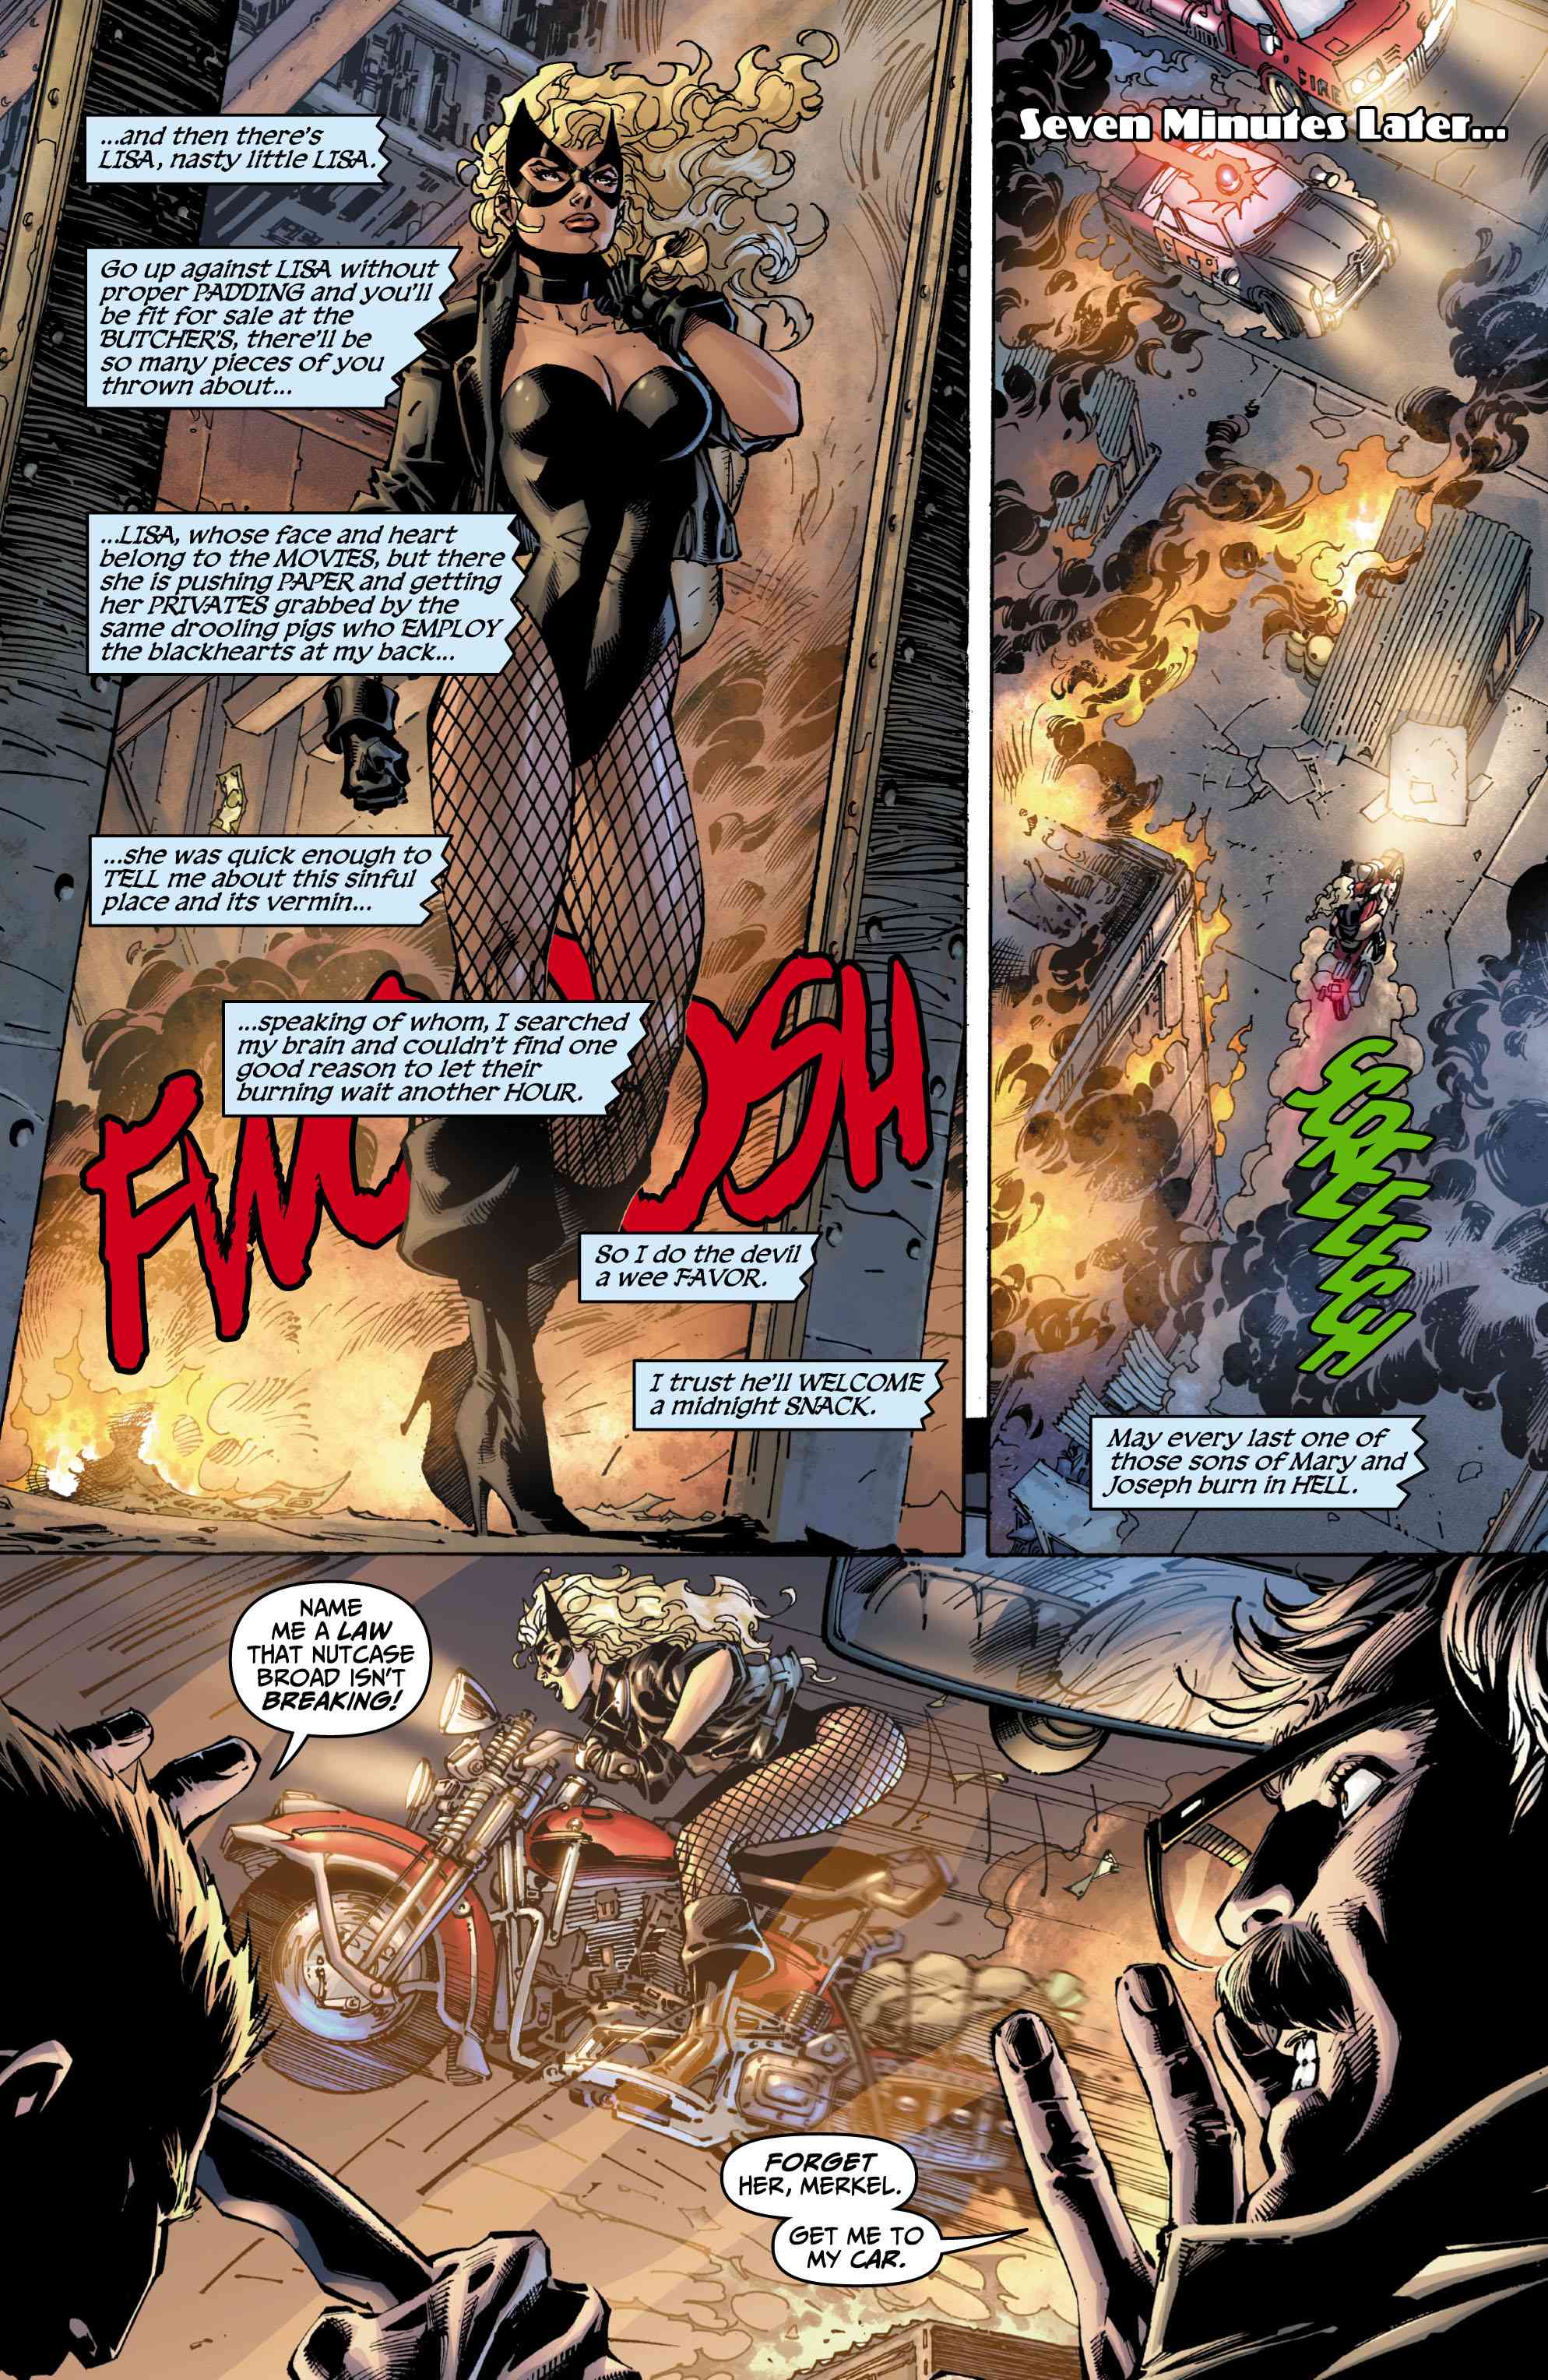 ...and then there's
LISA, nasty little LISA.
Go up against LISA without
proper PADDING and you'll
be fit for sale at the
BUTCHER'S, there'll be
so many pieces of you
thrown about...
...LISA, whose face and heart
belong to the MOVIES, but there
she is pushing PAPER and getting
her PRIVATES grabbed by the
same drooling pigs who EMPLOY
the blackhearts at my back...
...she was quick enough to
TELL me about this sinful
place and its vermin...
...speaking of whom, I searched
my brain and couldn't find one
good reason to let their
burning wait another HOUR.
So I do the devil
a wee FAVOR.
I trust he'll WELCOME
a midnight SNACK.
FIRE
Seven Minutes Later...
SCREEECH
May every last one of
those sons of Mary and
Joseph burn in HELL.
NAME
ME A LAW
THAT NUTCASE
BROAD ISN'T
BREAKING!
FORGET
HER, MERKEL.
GET ME TO
MY CAR.